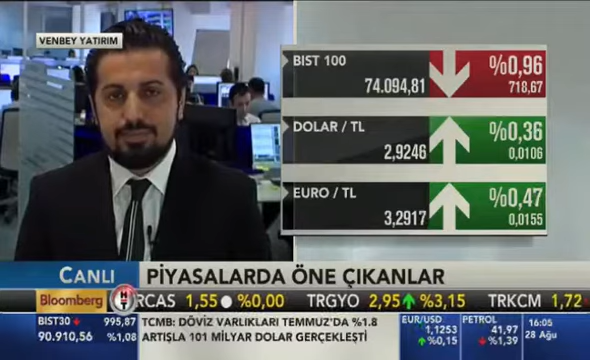 VENBEY YATIRIM
BIST 100
74.094,81
%0,96
718,67
DOLAR / TL
2,9246
%0,36
0,0106
EURO / TL
3,2917
%0,47
0,0155
CANLI
PİYASALARDA ÖNE ÇIKANLAR
Bloomberg HT RCAS 1,55 %0,00 TRGYO 2,95 %3,15 TRKCM 1,72
BIST30 995,87
90.910,56 %1,08
TCMB: DÖVİZ VARLIKLARI TEMMUZ'DA %1.8
ARTIŞLA 101 MİLYAR DOLAR GERÇEKLEŞTİ
EUR/USD
1,1253
%0,15
PETROL
41,97
%1,39
16:05
28 Ağu